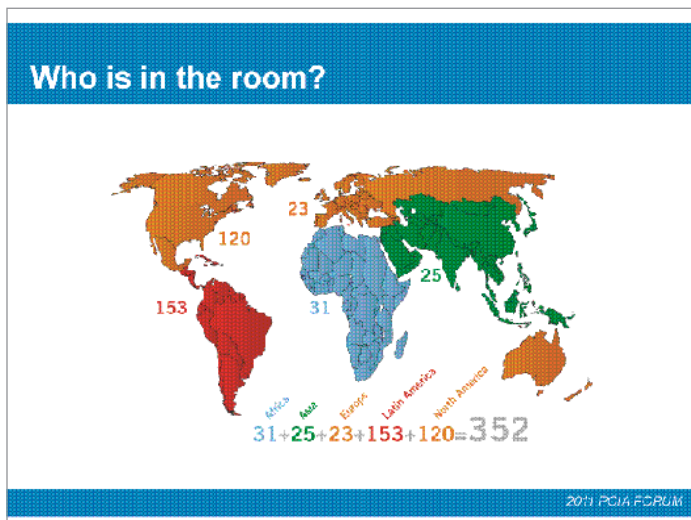 Who is in the room?
23
120
25
153
31
Africa
Asia
Europe
Latin America
North America
31+25+23+153+120=352
2011 PCIA FORUM